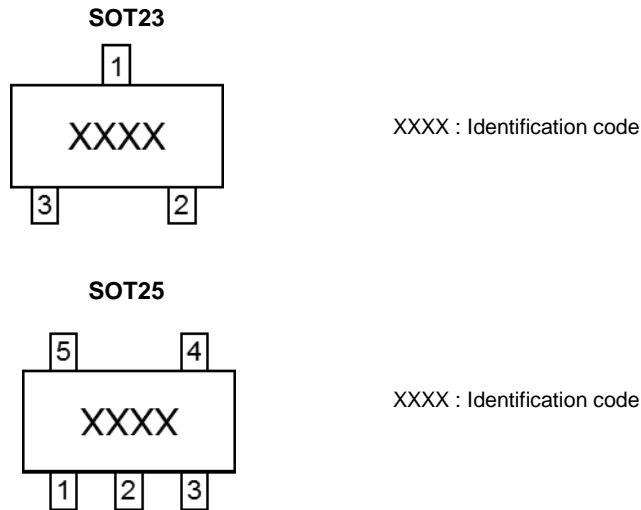 SOT23
1
XXXX
XXXX : Identification code
3 2
SOT25
5 4
XXXX
XXXX : Identification code
1 2 3